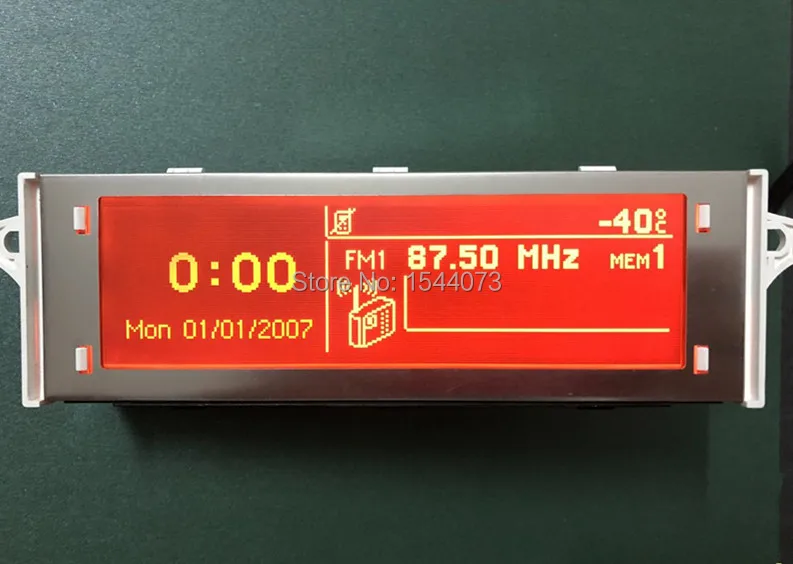 -40°C
0:00
FM1 87.50 MHz MEM1
Mon 01/01/2007
Store No: 1544073